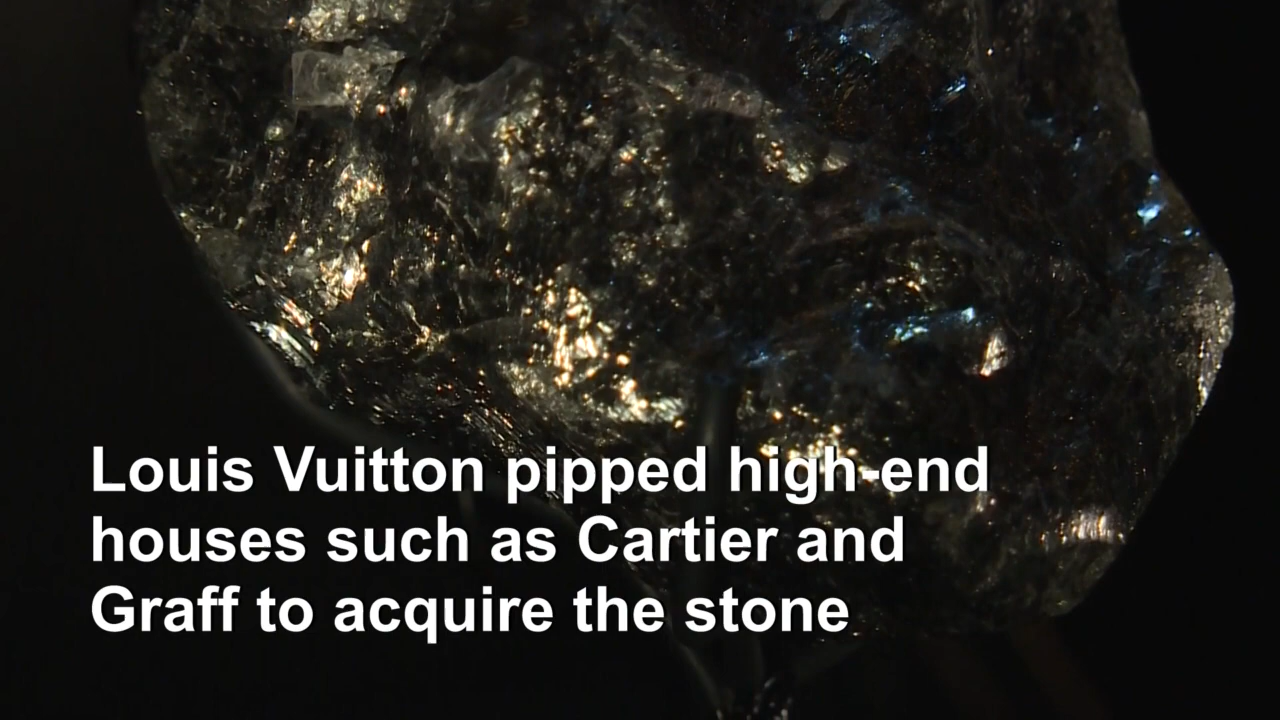 Louis Vuitton pipped high-end
houses such as Cartier and
Graff to acquire the stone